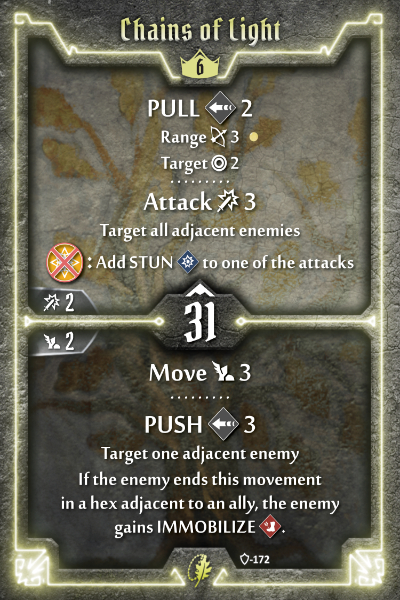 Chains of Light
6
PULL 2
Range 3
Target 2
Attack 3
Target all adjacent enemies
: Add STUN to one of the attacks
2
31
2
Move 3
PUSH 3
Target one adjacent enemy
If the enemy ends this movement
in a hex adjacent to an ally, the enemy
gains IMMOBILIZE .
-172